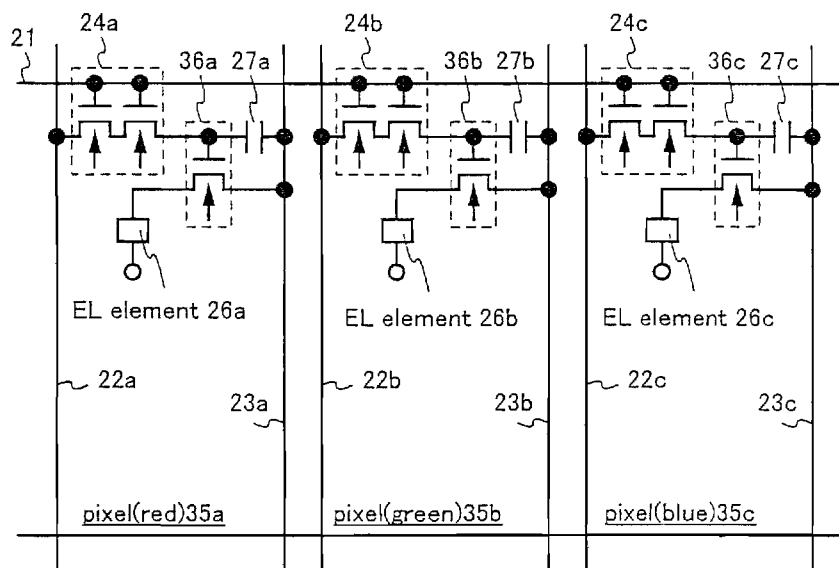 24a
24b
24c
21
36a
27a
36b
27b
36c
27c
EL element 26a
EL element 26b
EL element 26c
22a
22b
22c
23a
23b
23c
pixel(red)35a
pixel(green)35b
pixel(blue)35c